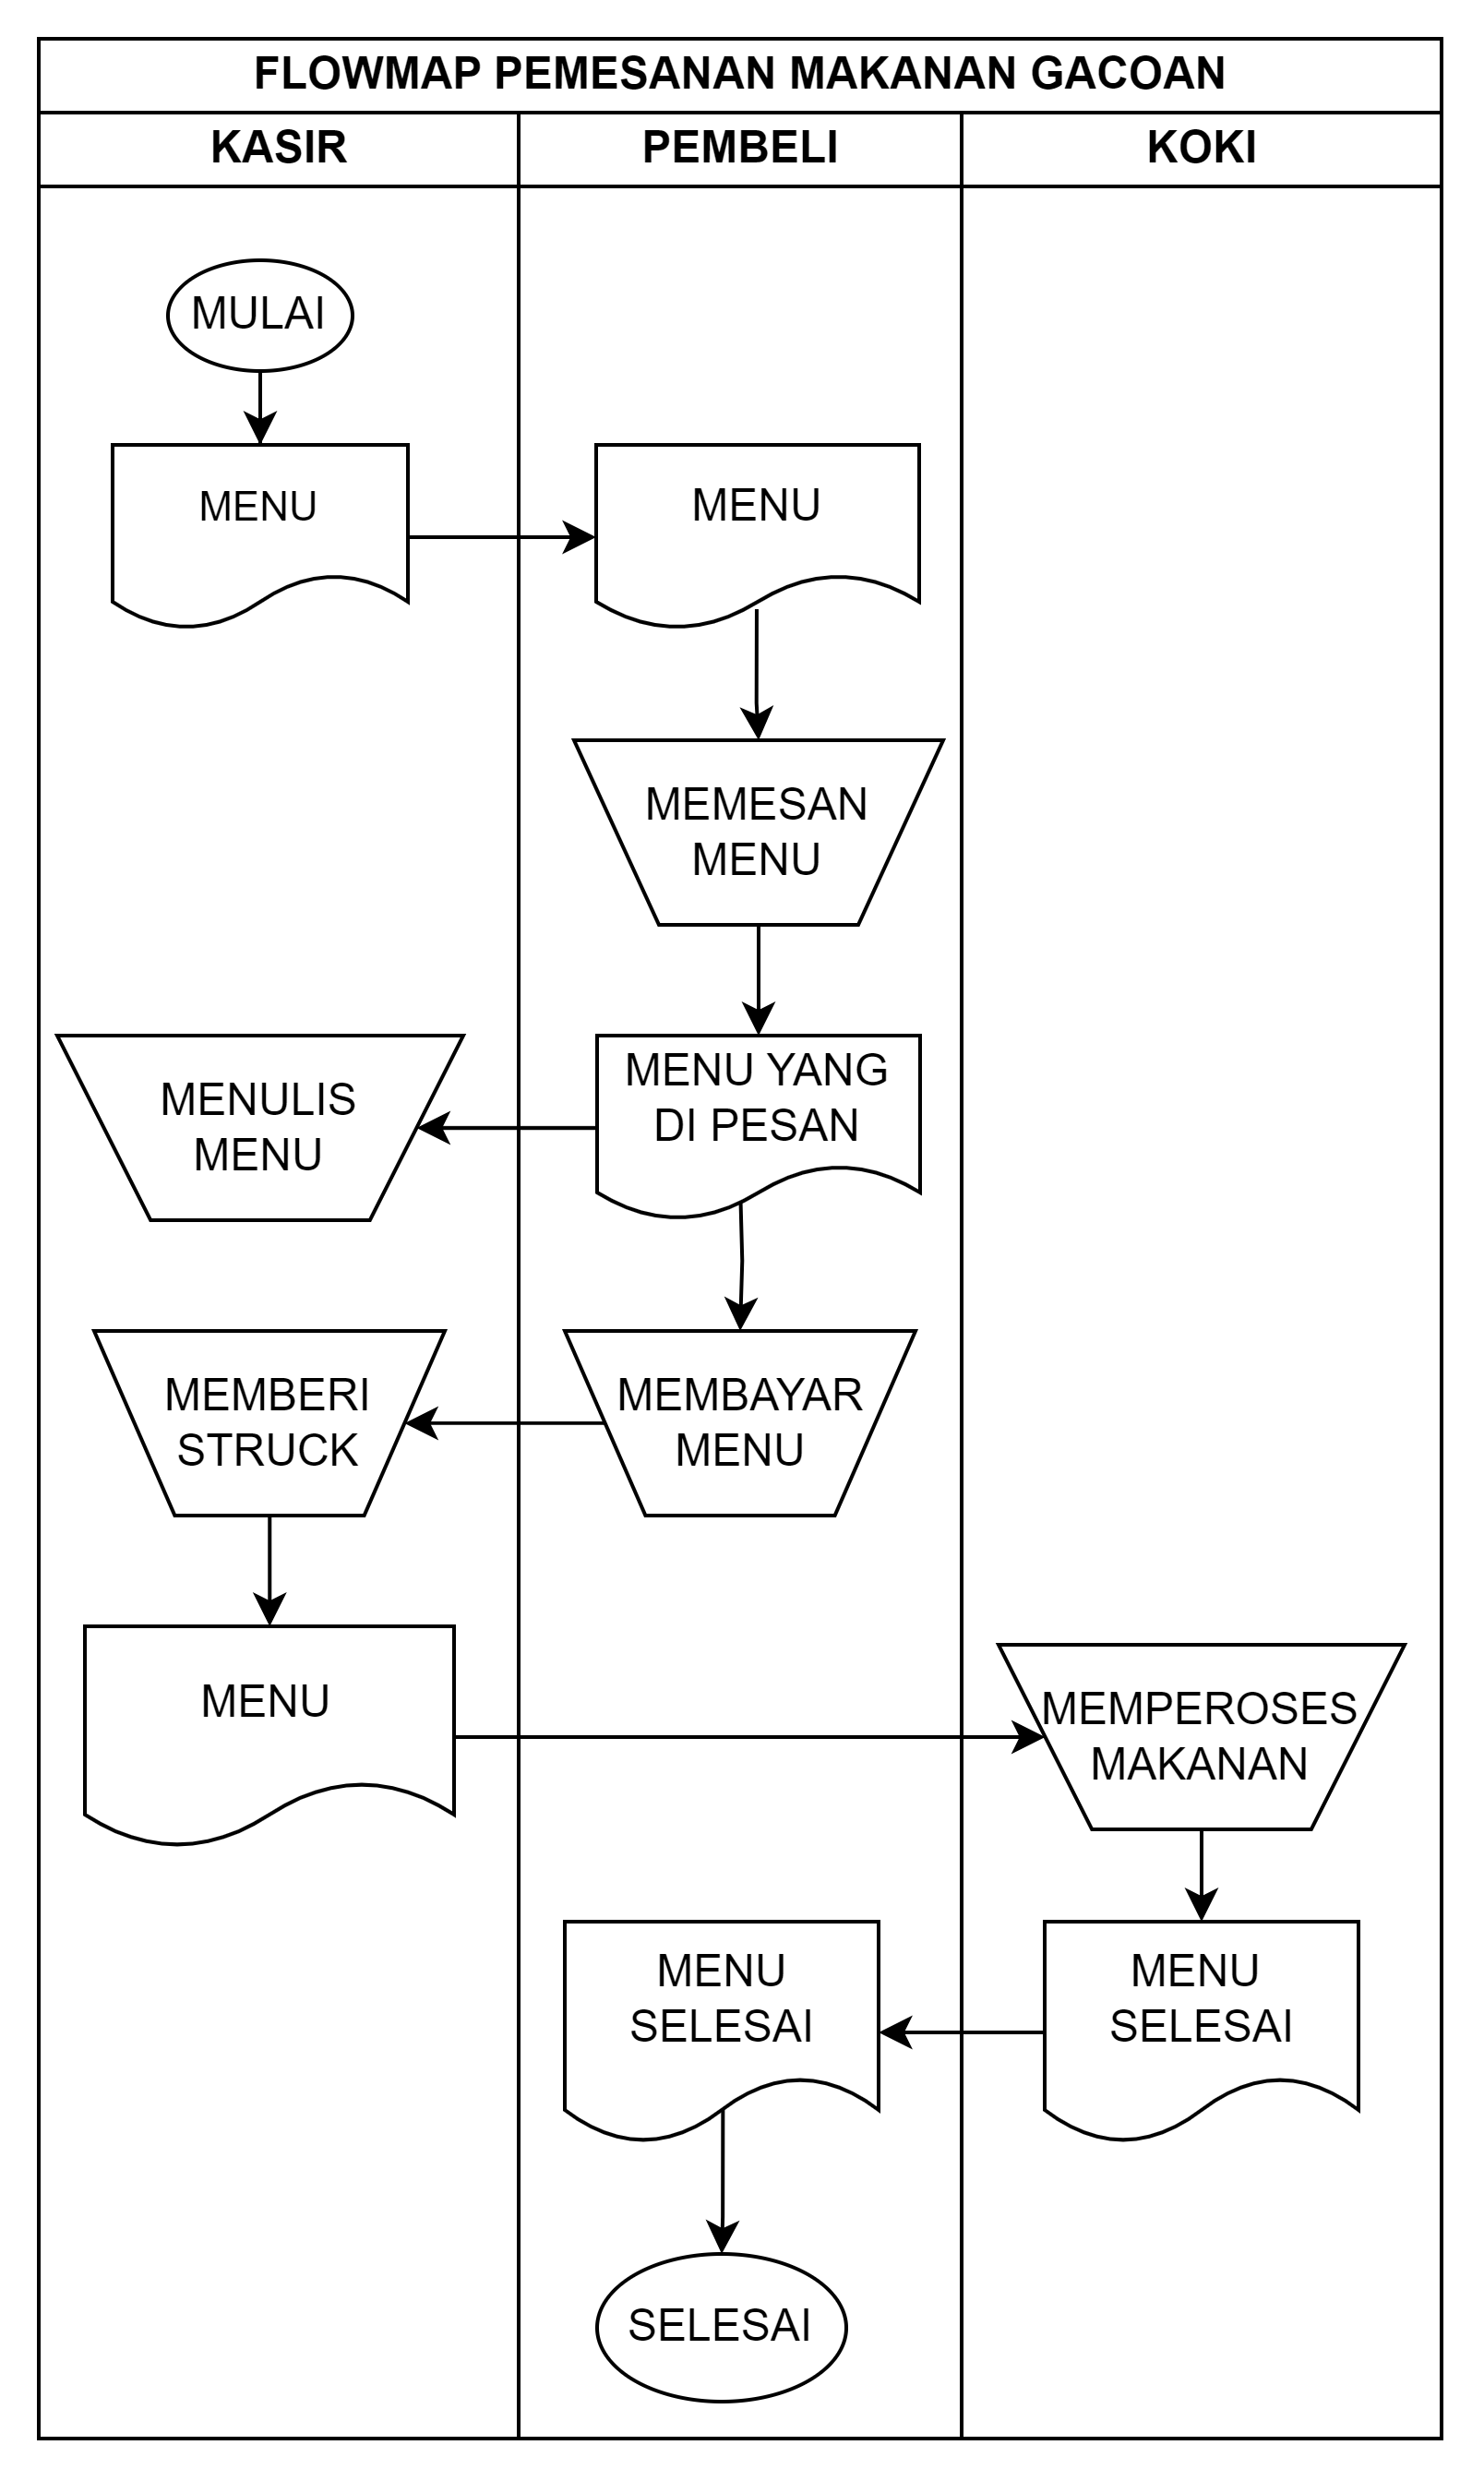 FLOWMAP PEMESANAN MAKANAN GACOAN
KASIR
PEMBELI
KOKI
MULAI
MENU
MENU
MEMESAN
MENU
MENU YANG
DI PESAN
MENULIS
MENU
MEMBAYAR
MENU
MEMBERI
STRUCK
MENU
MEMPEROSES
MAKANAN
MENU
SELESAI
MENU
SELESAI
SELESAI